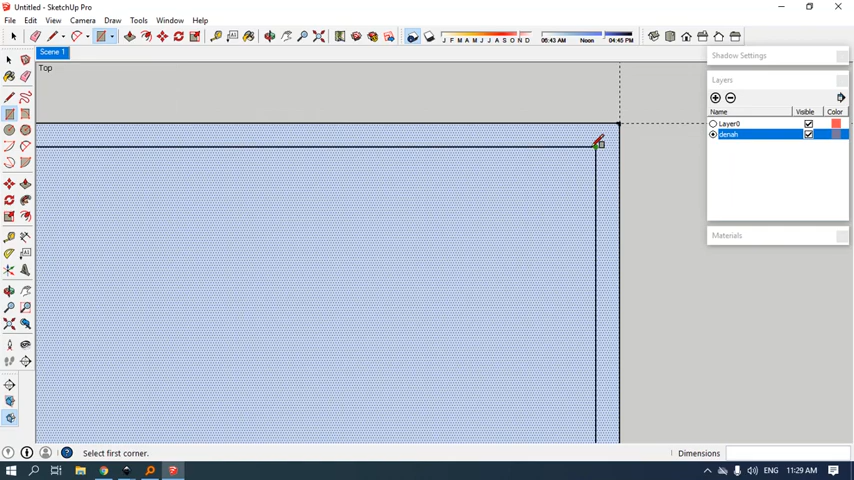 Untitled - SketchUp Pro
File Edit View Camera Draw Tools Window Help
J F M A M J J A S O N D 06:43 AM Noon 04:45 PM
Scene 1
Top
Shadow Settings
Layers
Name Visible Color
Layer0
denah
Materials
Select first corner.
Dimensions
ENG 11:29 AM